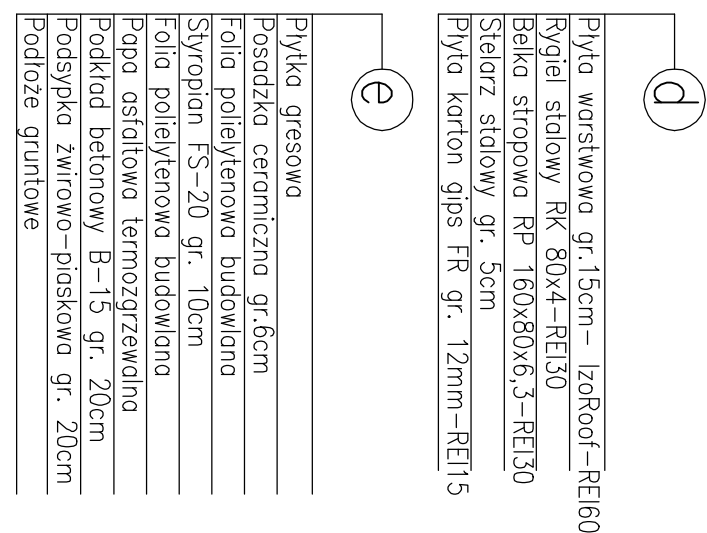 d
Płyta warstwowa gr.15cm- IzoRoof-REI60
Rygiel stalowy RK 80x4-REI30
Belka stropowa RP 160x80x6,3-REI30
Stelarz stalowy gr. 5cm
Płyta karton gips FR gr. 12mm-REI15
e
Płytka gresowa
Posadzka ceramiczna gr.6cm
Folia polielytenowa budowlana
Styropian FS-20 gr. 10cm
Folia polielytenowa budowlana
Papa asfaltowa termozgrzewalna
Podkład betonowy B-15 gr. 20cm
Podsypka żwirowo-piaskowa gr. 20cm
Podłoże gruntowe